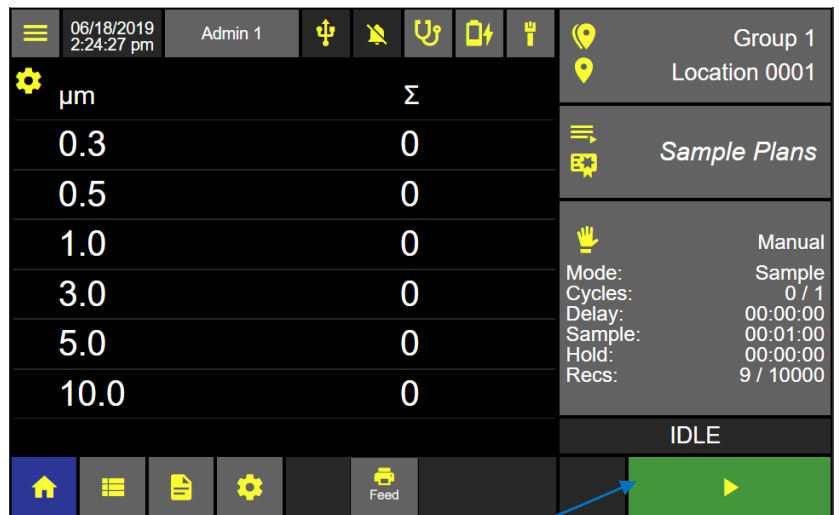 06/18/2019
2:24:27 pm
Admin 1
Group 1
Location 0001
µm Σ
0.3 0
0.5 0
1.0 0
3.0 0
5.0 0
10.0 0
Sample Plans
Manual
Mode: Sample
Cycles: 0 / 1
Delay: 00:00:00
Sample: 00:01:00
Hold: 00:00:00
Recs: 9 / 10000
IDLE
Feed